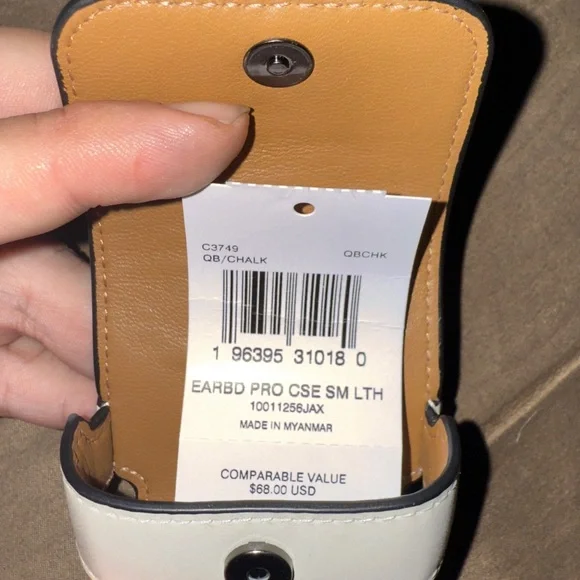 C3749
QB/CHALK QBCHK
1 96395 31018 0
EARBD PRO CSE SM LTH
10011256JAX
MADE IN MYANMAR
COMPARABLE VALUE
$68.00 USD